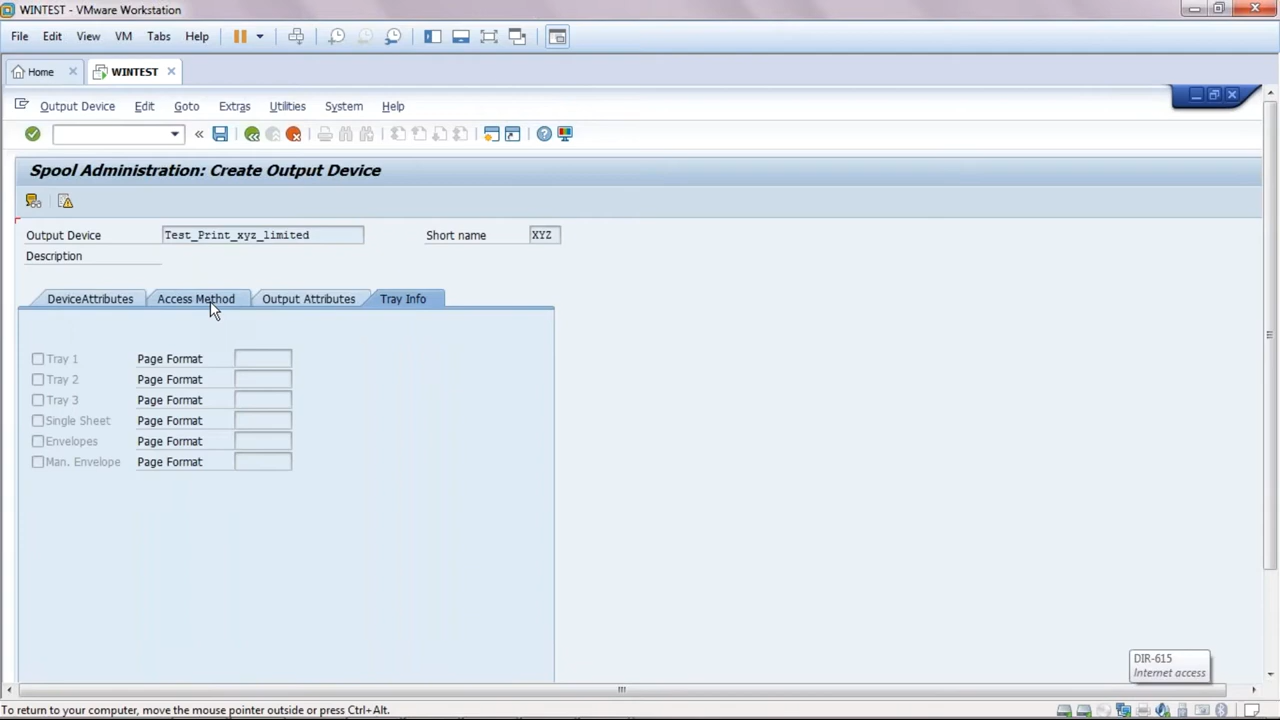 WINTEST - VMware Workstation
File Edit View VM Tabs Help
Home WINTEST
Output Device Edit Goto Extras Utilities System Help
Spool Administration: Create Output Device
Output Device Test_Print_xyz_limited Short name XYZ
Description
DeviceAttributes Access Method Output Attributes Tray Info
Tray 1 Page Format
Tray 2 Page Format
Tray 3 Page Format
Single Sheet Page Format
Envelopes Page Format
Man. Envelope Page Format
DIR-615
Internet access
To return to your computer, move the mouse pointer outside or press Ctrl+Alt.